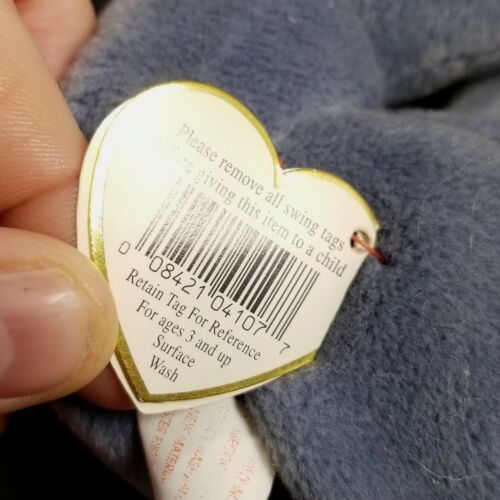 Please remove all swing tags
before giving this item to a child
0 08421 04107 7
Retain Tag For Reference
For ages 3 and up
Surface
Wash